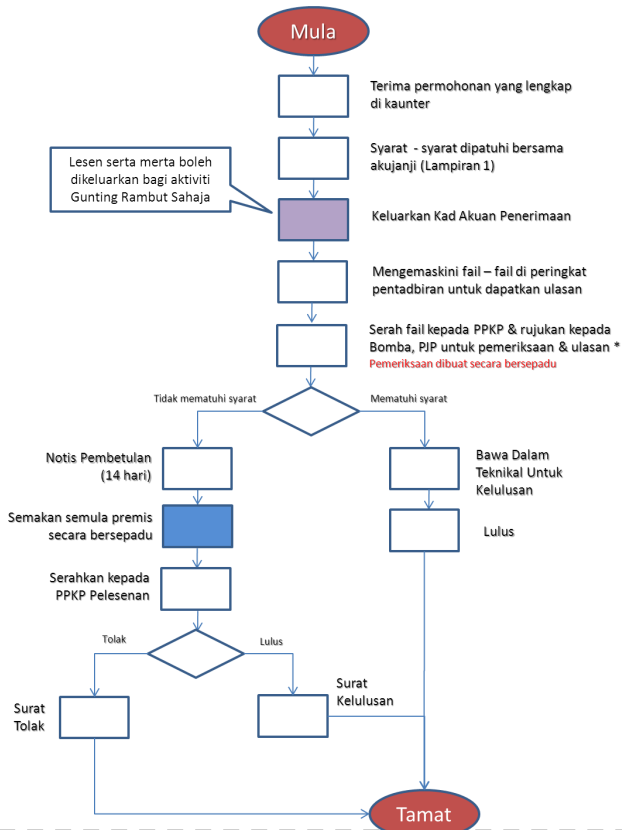 Mula
Terima permohonan yang lengkap
di kaunter
Syarat - syarat dipatuhi bersama
akujanji (Lampiran 1)
Lesen serta merta boleh
dikeluarkan bagi aktiviti
Gunting Rambut Sahaja
Keluarkan Kad Akuan Penerimaan
Mengemaskini fail – fail di peringkat
pentadbiran untuk dapatkan ulasan
Serah fail kepada PPKP & rujukan kepada
Bomba, PJP untuk pemeriksaan & ulasan *
Pemeriksaan dibuat secara bersepadu
Tidak mematuhi syarat
Mematuhi syarat
Notis Pembetulan
(14 hari)
Bawa Dalam
Teknikal Untuk
Kelulusan
Semakan semula premis
secara bersepadu
Lulus
Serahkan kepada
PPKP Pelesenan
Tolak
Lulus
Surat
Tolak
Surat
Kelulusan
Tamat